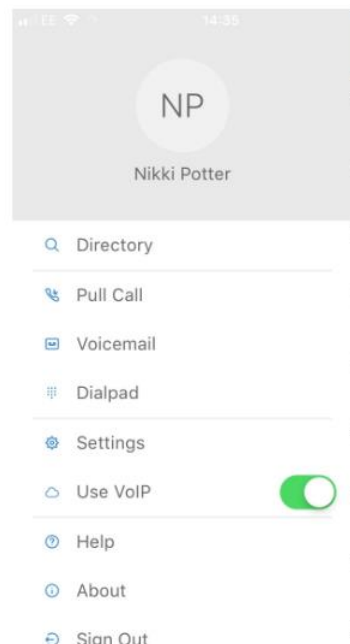 EE 14:35
NP
Nikki Potter
Directory
Pull Call
Voicemail
Dialpad
Settings
Use VoIP
Help
About
Sign Out